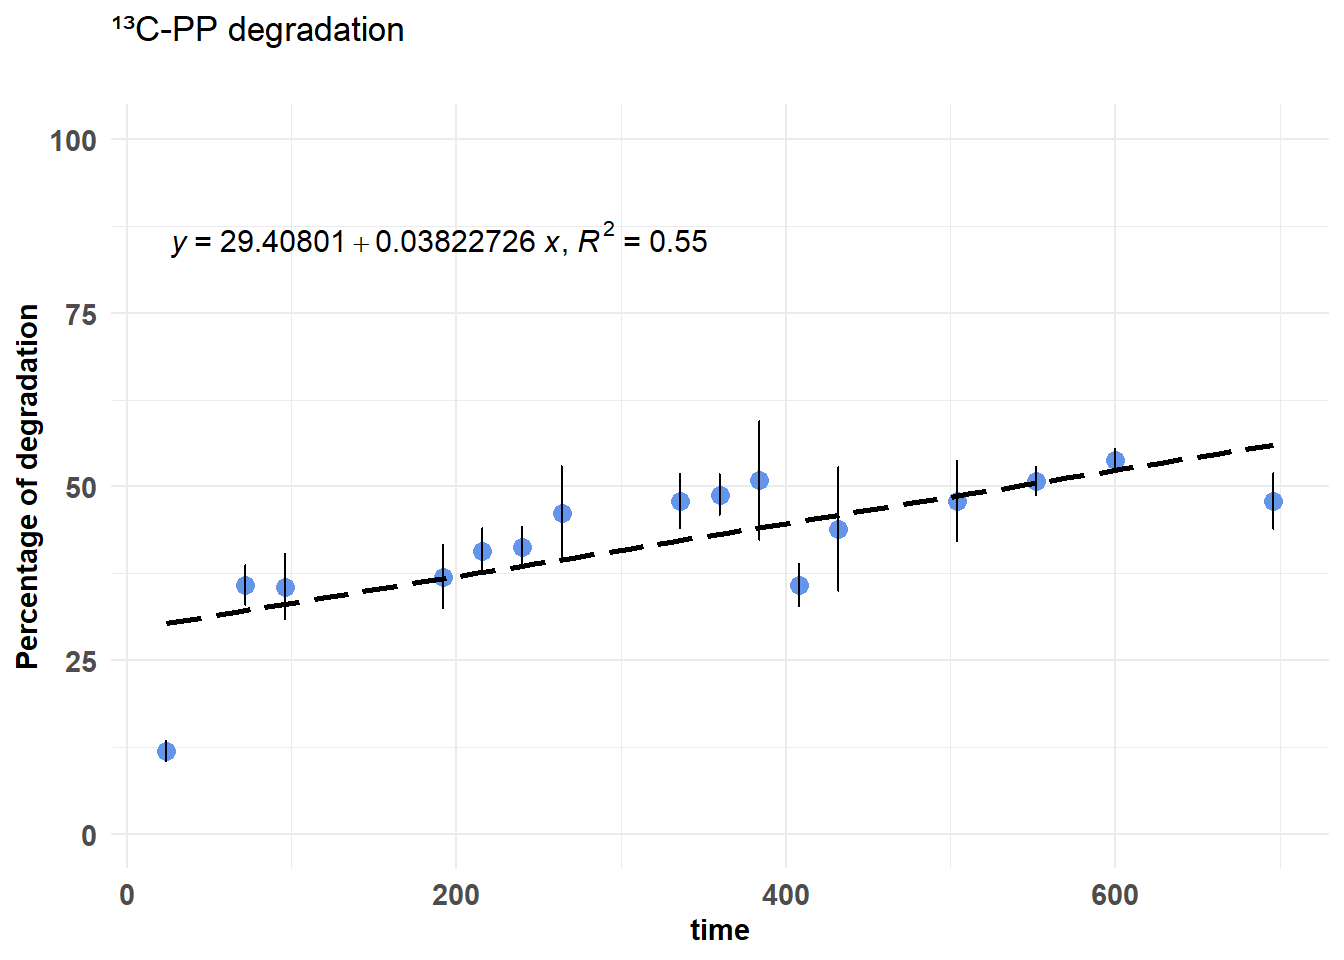 ¹³C-PP degradation
y = 29.40801 + 0.03822726 x, R² = 0.55
Percentage of degradation
100
75
50
25
0
0 200 400 600
time